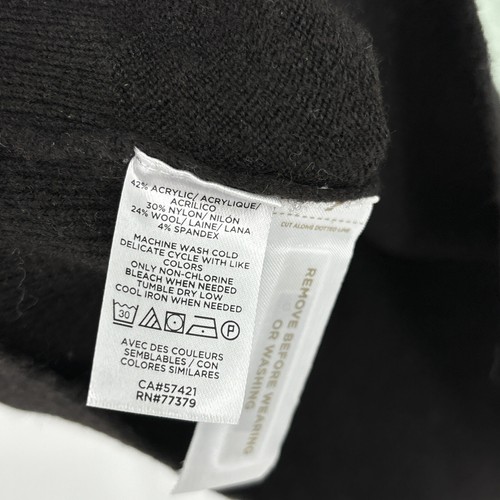 42% ACRYLIC/ ACRYLIQUE/
ACRÍLICO
30% NYLON/ NILÓN
24% WOOL/ LAINE/ LANA
4% SPANDEX
MACHINE WASH COLD
DELICATE CYCLE WITH LIKE
COLORS
ONLY NON-CHLORINE
BLEACH WHEN NEEDED
TUMBLE DRY LOW
COOL IRON WHEN NEEDED
30 P
AVEC DES COULEURS
SEMBLABLES / CON
COLORES SIMILARES
CA#57421
RN#77379
CUT ALONG DOTTED LINE
REMOVE BEFORE WEARING
OR WASHING